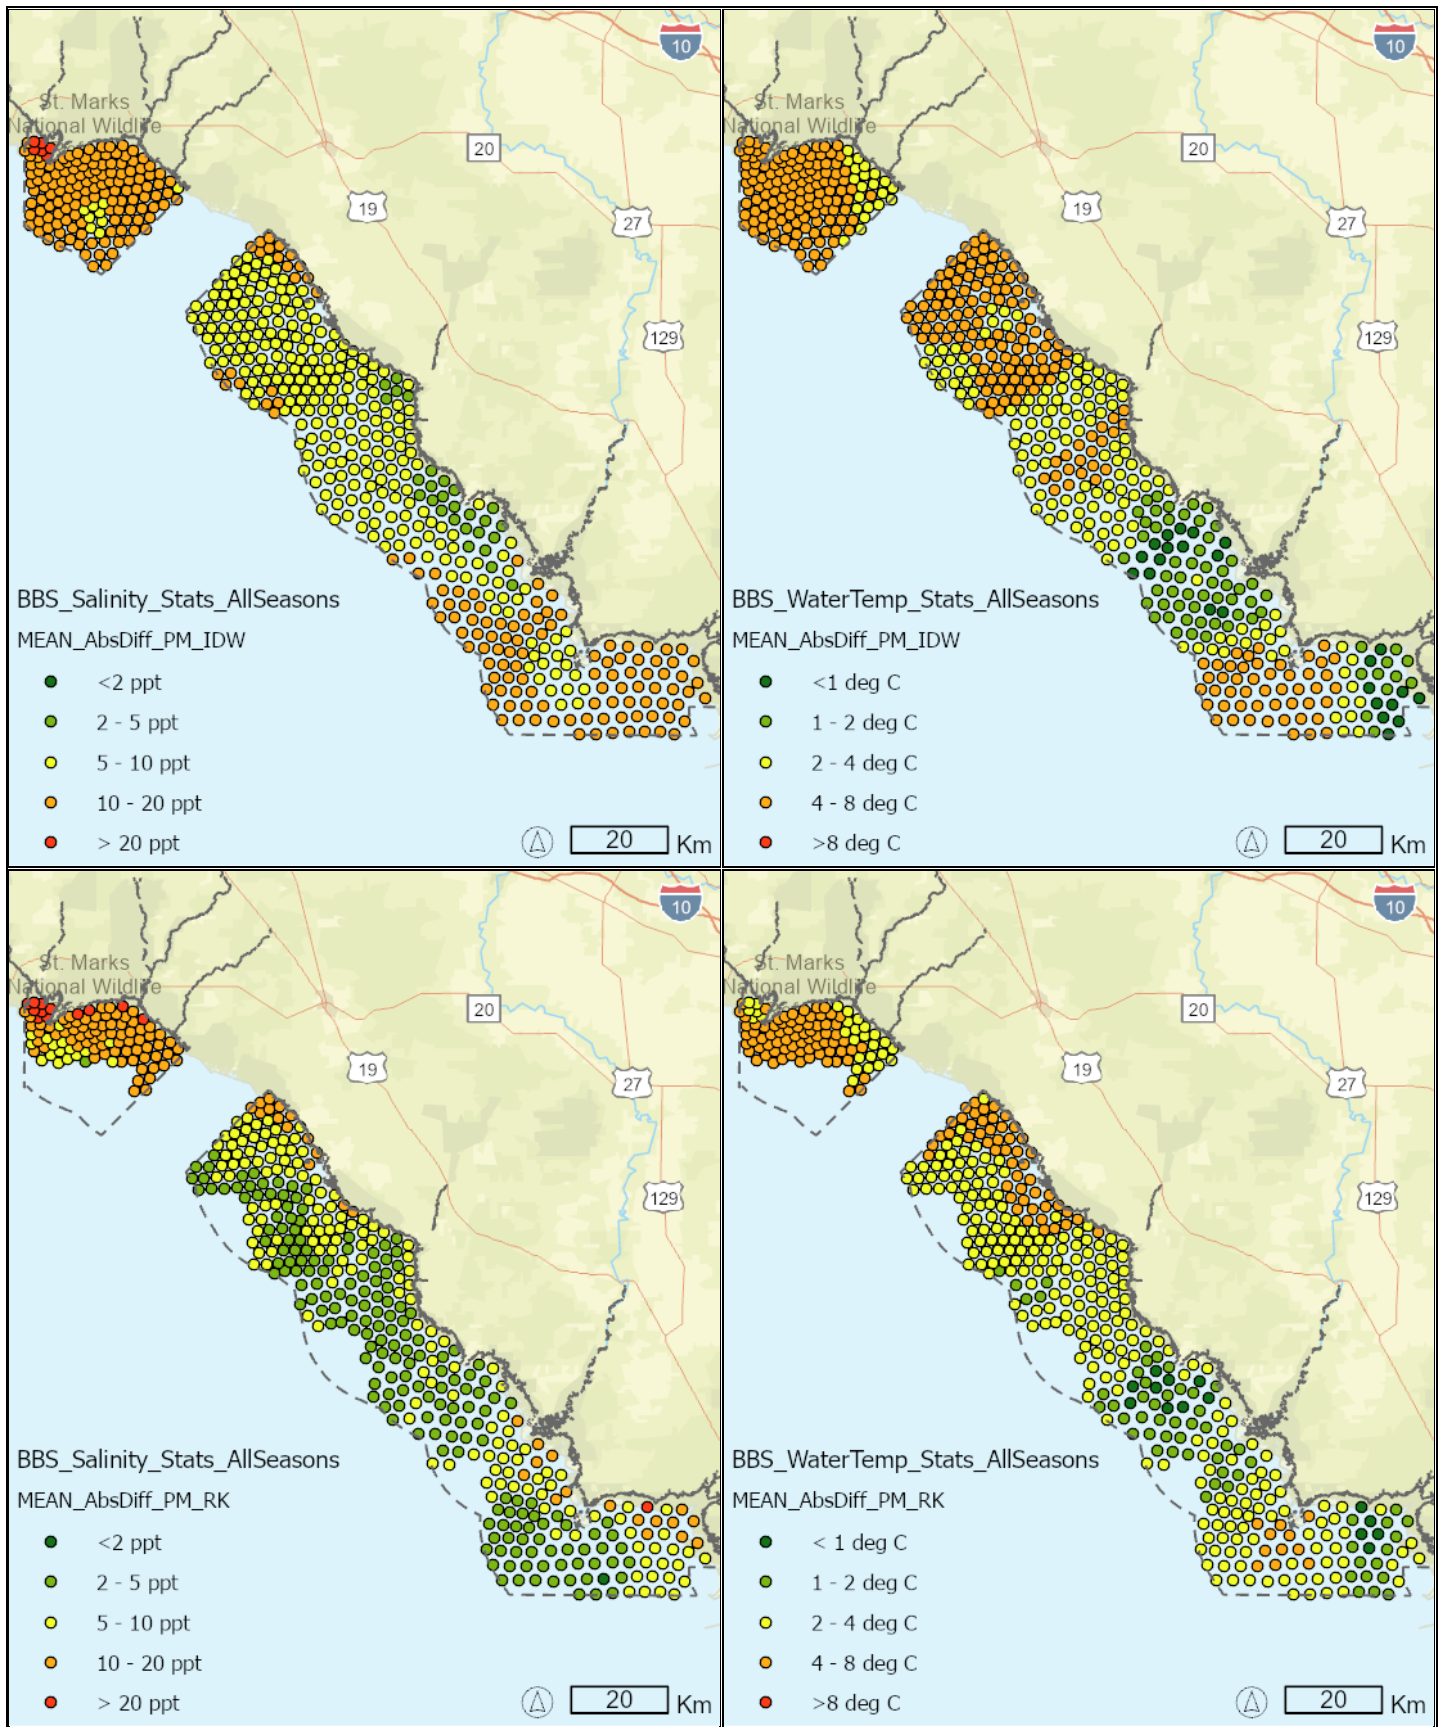 10
St. Marks
National Wildlife
20
19
27
129
BBS_Salinity_Stats_AllSeasons
MEAN_AbsDiff_PM_IDW
<2 ppt
2 - 5 ppt
5 - 10 ppt
10 - 20 ppt
> 20 ppt
20 Km
10
St. Marks
National Wildlife
20
19
27
129
BBS_WaterTemp_Stats_AllSeasons
MEAN_AbsDiff_PM_IDW
<1 deg C
1 - 2 deg C
2 - 4 deg C
4 - 8 deg C
>8 deg C
20 Km
10
St. Marks
National Wildlife
20
19
27
129
BBS_Salinity_Stats_AllSeasons
MEAN_AbsDiff_PM_RK
<2 ppt
2 - 5 ppt
5 - 10 ppt
10 - 20 ppt
> 20 ppt
20 Km
10
St. Marks
National Wildlife
20
19
27
129
BBS_WaterTemp_Stats_AllSeasons
MEAN_AbsDiff_PM_RK
< 1 deg C
1 - 2 deg C
2 - 4 deg C
4 - 8 deg C
>8 deg C
20 Km